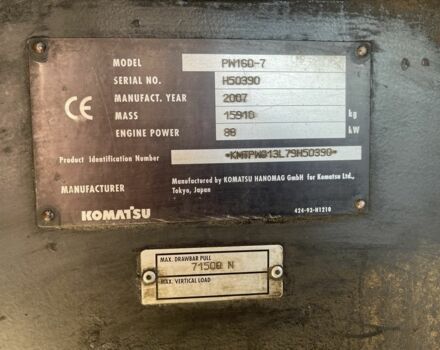 MODEL PW160-7
SERIAL NO. H50390
MANUFACT. YEAR 2007
MASS 15910 kg
ENGINE POWER 88 kW
Product Identification Number *KMTPW013L79H50390*
MANUFACTURER Manufactured by KOMATSU HANOMAG GmbH for Komatsu Ltd.,
Tokyo, Japan
CE
KOMATSU
424-93-H1210
MAX. DRAWBAR PULL
71500 N
MAX. VERTICAL LOAD